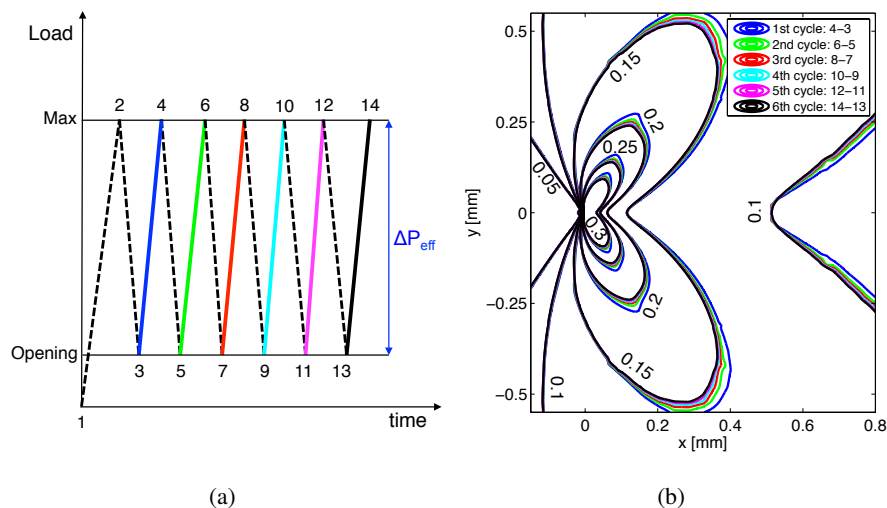 Load
Max
Opening
1
2
4
6
8
10
12
14
3
5
7
9
11
13
ΔPeff
time
(a)
y [mm]
0.5
0.25
0
−0.25
−0.5
0
0.2
0.4
0.6
0.8
x [mm]
1st cycle: 4−3
2nd cycle: 6−5
3rd cycle: 8−7
4th cycle: 10−9
5th cycle: 12−11
6th cycle: 14−13
0.15
0.2
0.25
0.05
0.1
0.3
0.2
0.15
0.1
(b)